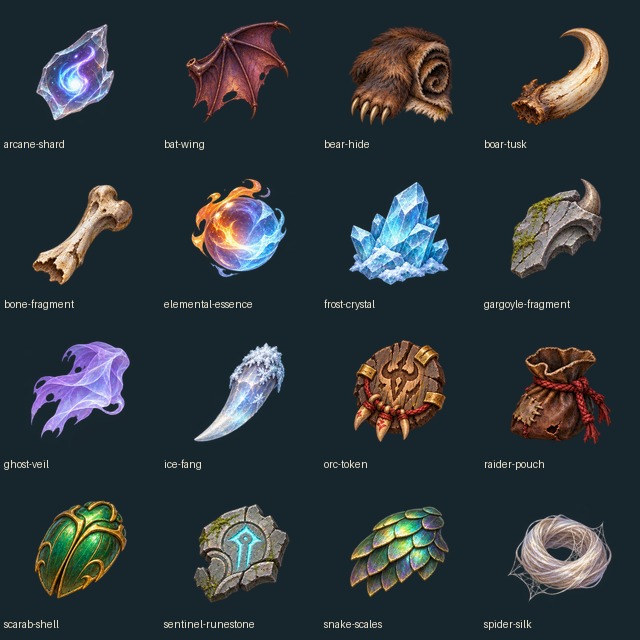 arcane-shard
bat-wing
bear-hide
boar-tusk
bone-fragment
elemental-essence
frost-crystal
gargoyle-fragment
ghost-veil
ice-fang
orc-token
raider-pouch
scarab-shell
sentinel-runestone
snake-scales
spider-silk